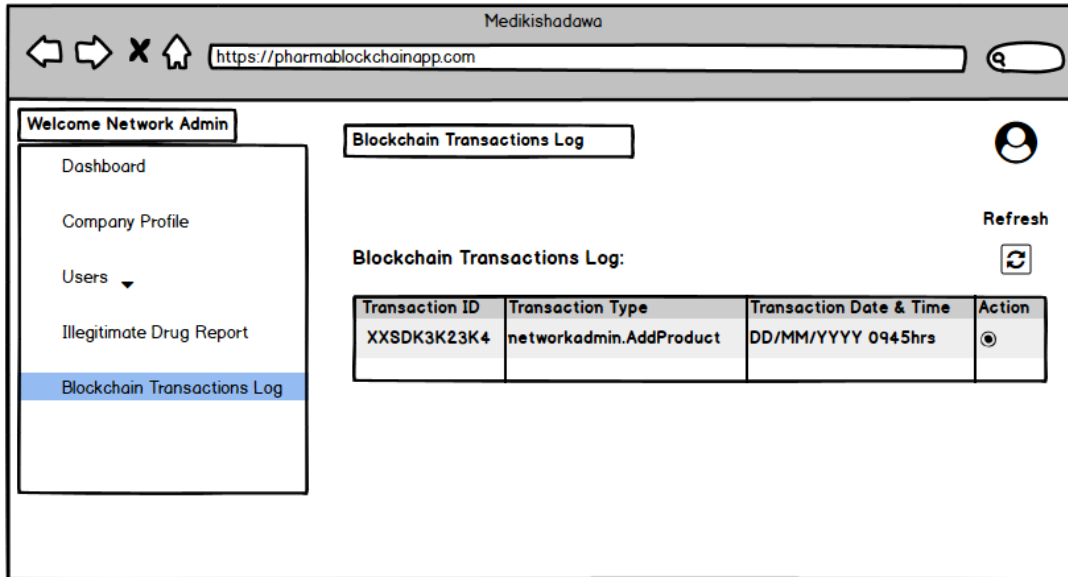 Medikishadawa
https://pharmablockchainapp.com
Welcome Network Admin
Dashboard
Company Profile
Users
Illegitimate Drug Report
Blockchain Transactions Log
Blockchain Transactions Log
Refresh
Blockchain Transactions Log:
Transaction ID Transaction Type Transaction Date & Time Action
XXSDK3K23K4 networkadmin.AddProduct DD/MM/YYYY 0945hrs